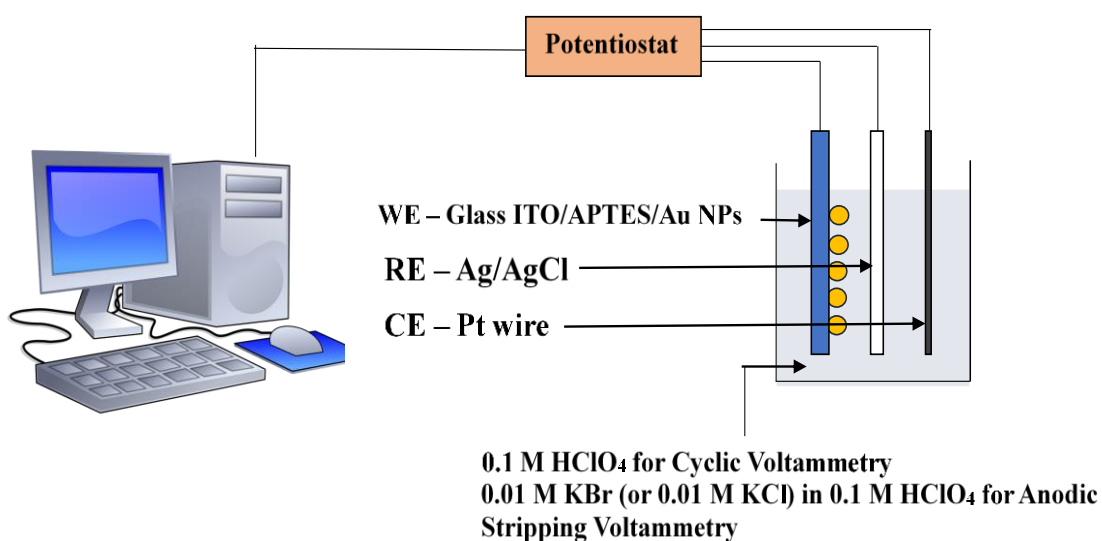 Potentiostat
WE – Glass ITO/APTES/Au NPs
RE – Ag/AgCl
CE – Pt wire
0.1 M HClO₄ for Cyclic Voltammetry
0.01 M KBr (or 0.01 M KCl) in 0.1 M HClO₄ for Anodic
Stripping Voltammetry